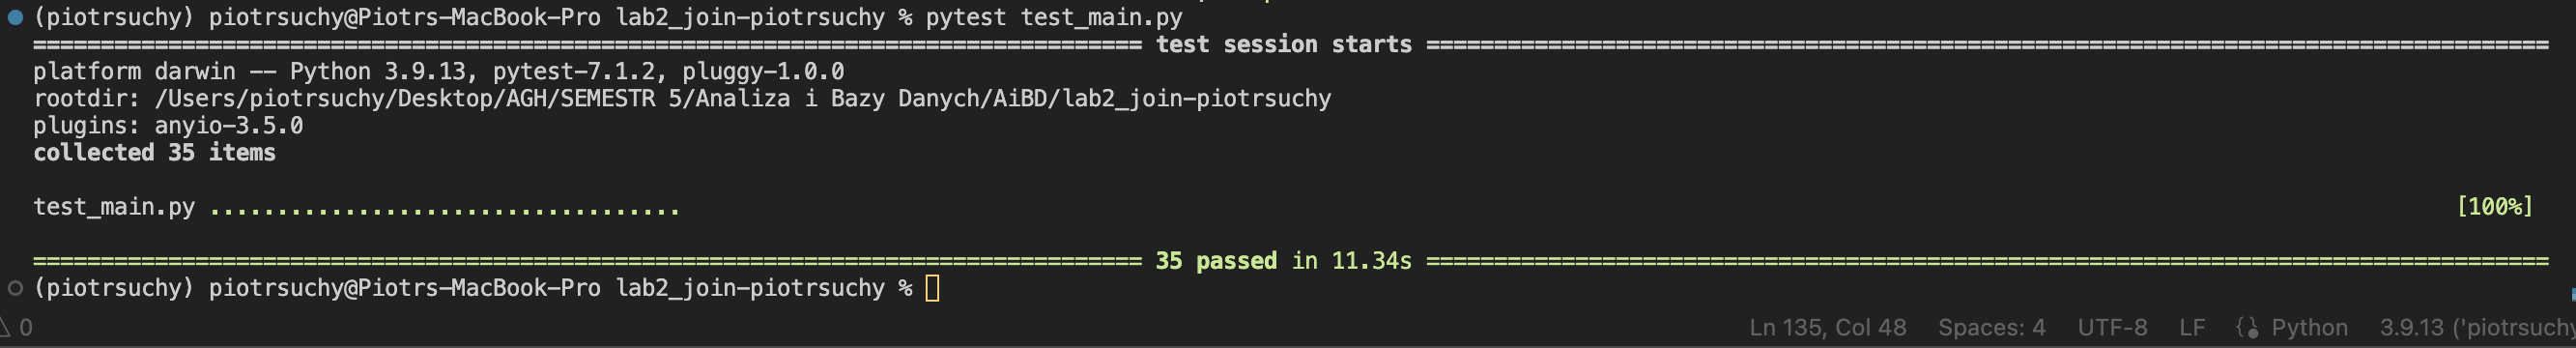 (piotrsuchy) piotrsuchy@Piotrs-MacBook-Pro lab2_join-piotrsuchy % pytest test_main.py
=================================================================================== test session starts ====================================================================================
platform darwin -- Python 3.9.13, pytest-7.1.2, pluggy-1.0.0
rootdir: /Users/piotrsuchy/Desktop/AGH/SEMESTR 5/Analiza i Bazy Danych/AiBD/lab2_join-piotrsuchy
plugins: anyio-3.5.0
collected 35 items
test_main.py ................................... [100%]
=================================================================================== 35 passed in 11.34s ====================================================================================
(piotrsuchy) piotrsuchy@Piotrs-MacBook-Pro lab2_join-piotrsuchy %
0 Ln 135, Col 48 Spaces: 4 UTF-8 LF Python 3.9.13 ('piotrsuchy